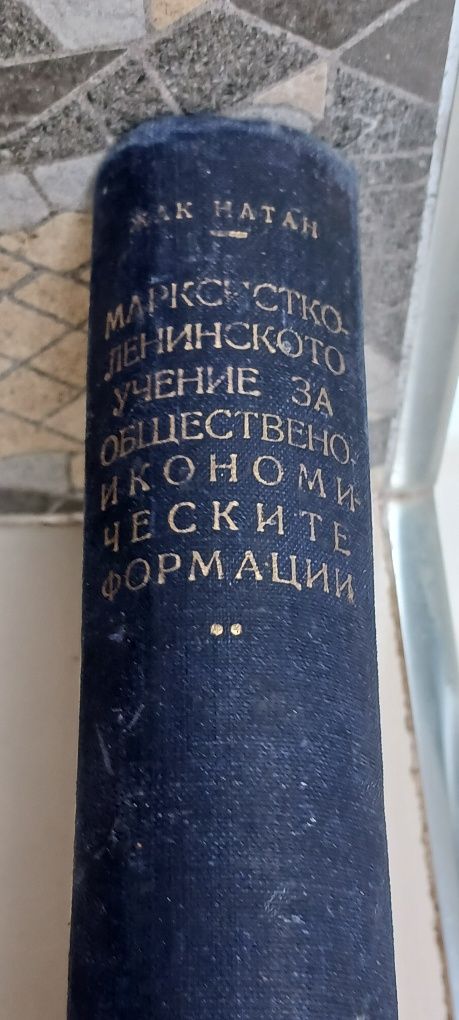 ЖАК НАТАН
МАРКСИСТКО-
ЛЕНИНСКОТО
УЧЕНИЕ ЗА
ОБЩЕСТВЕНО-
ИКОНОМИ-
ЧЕСКИТЕ
ФОРМАЦИИ